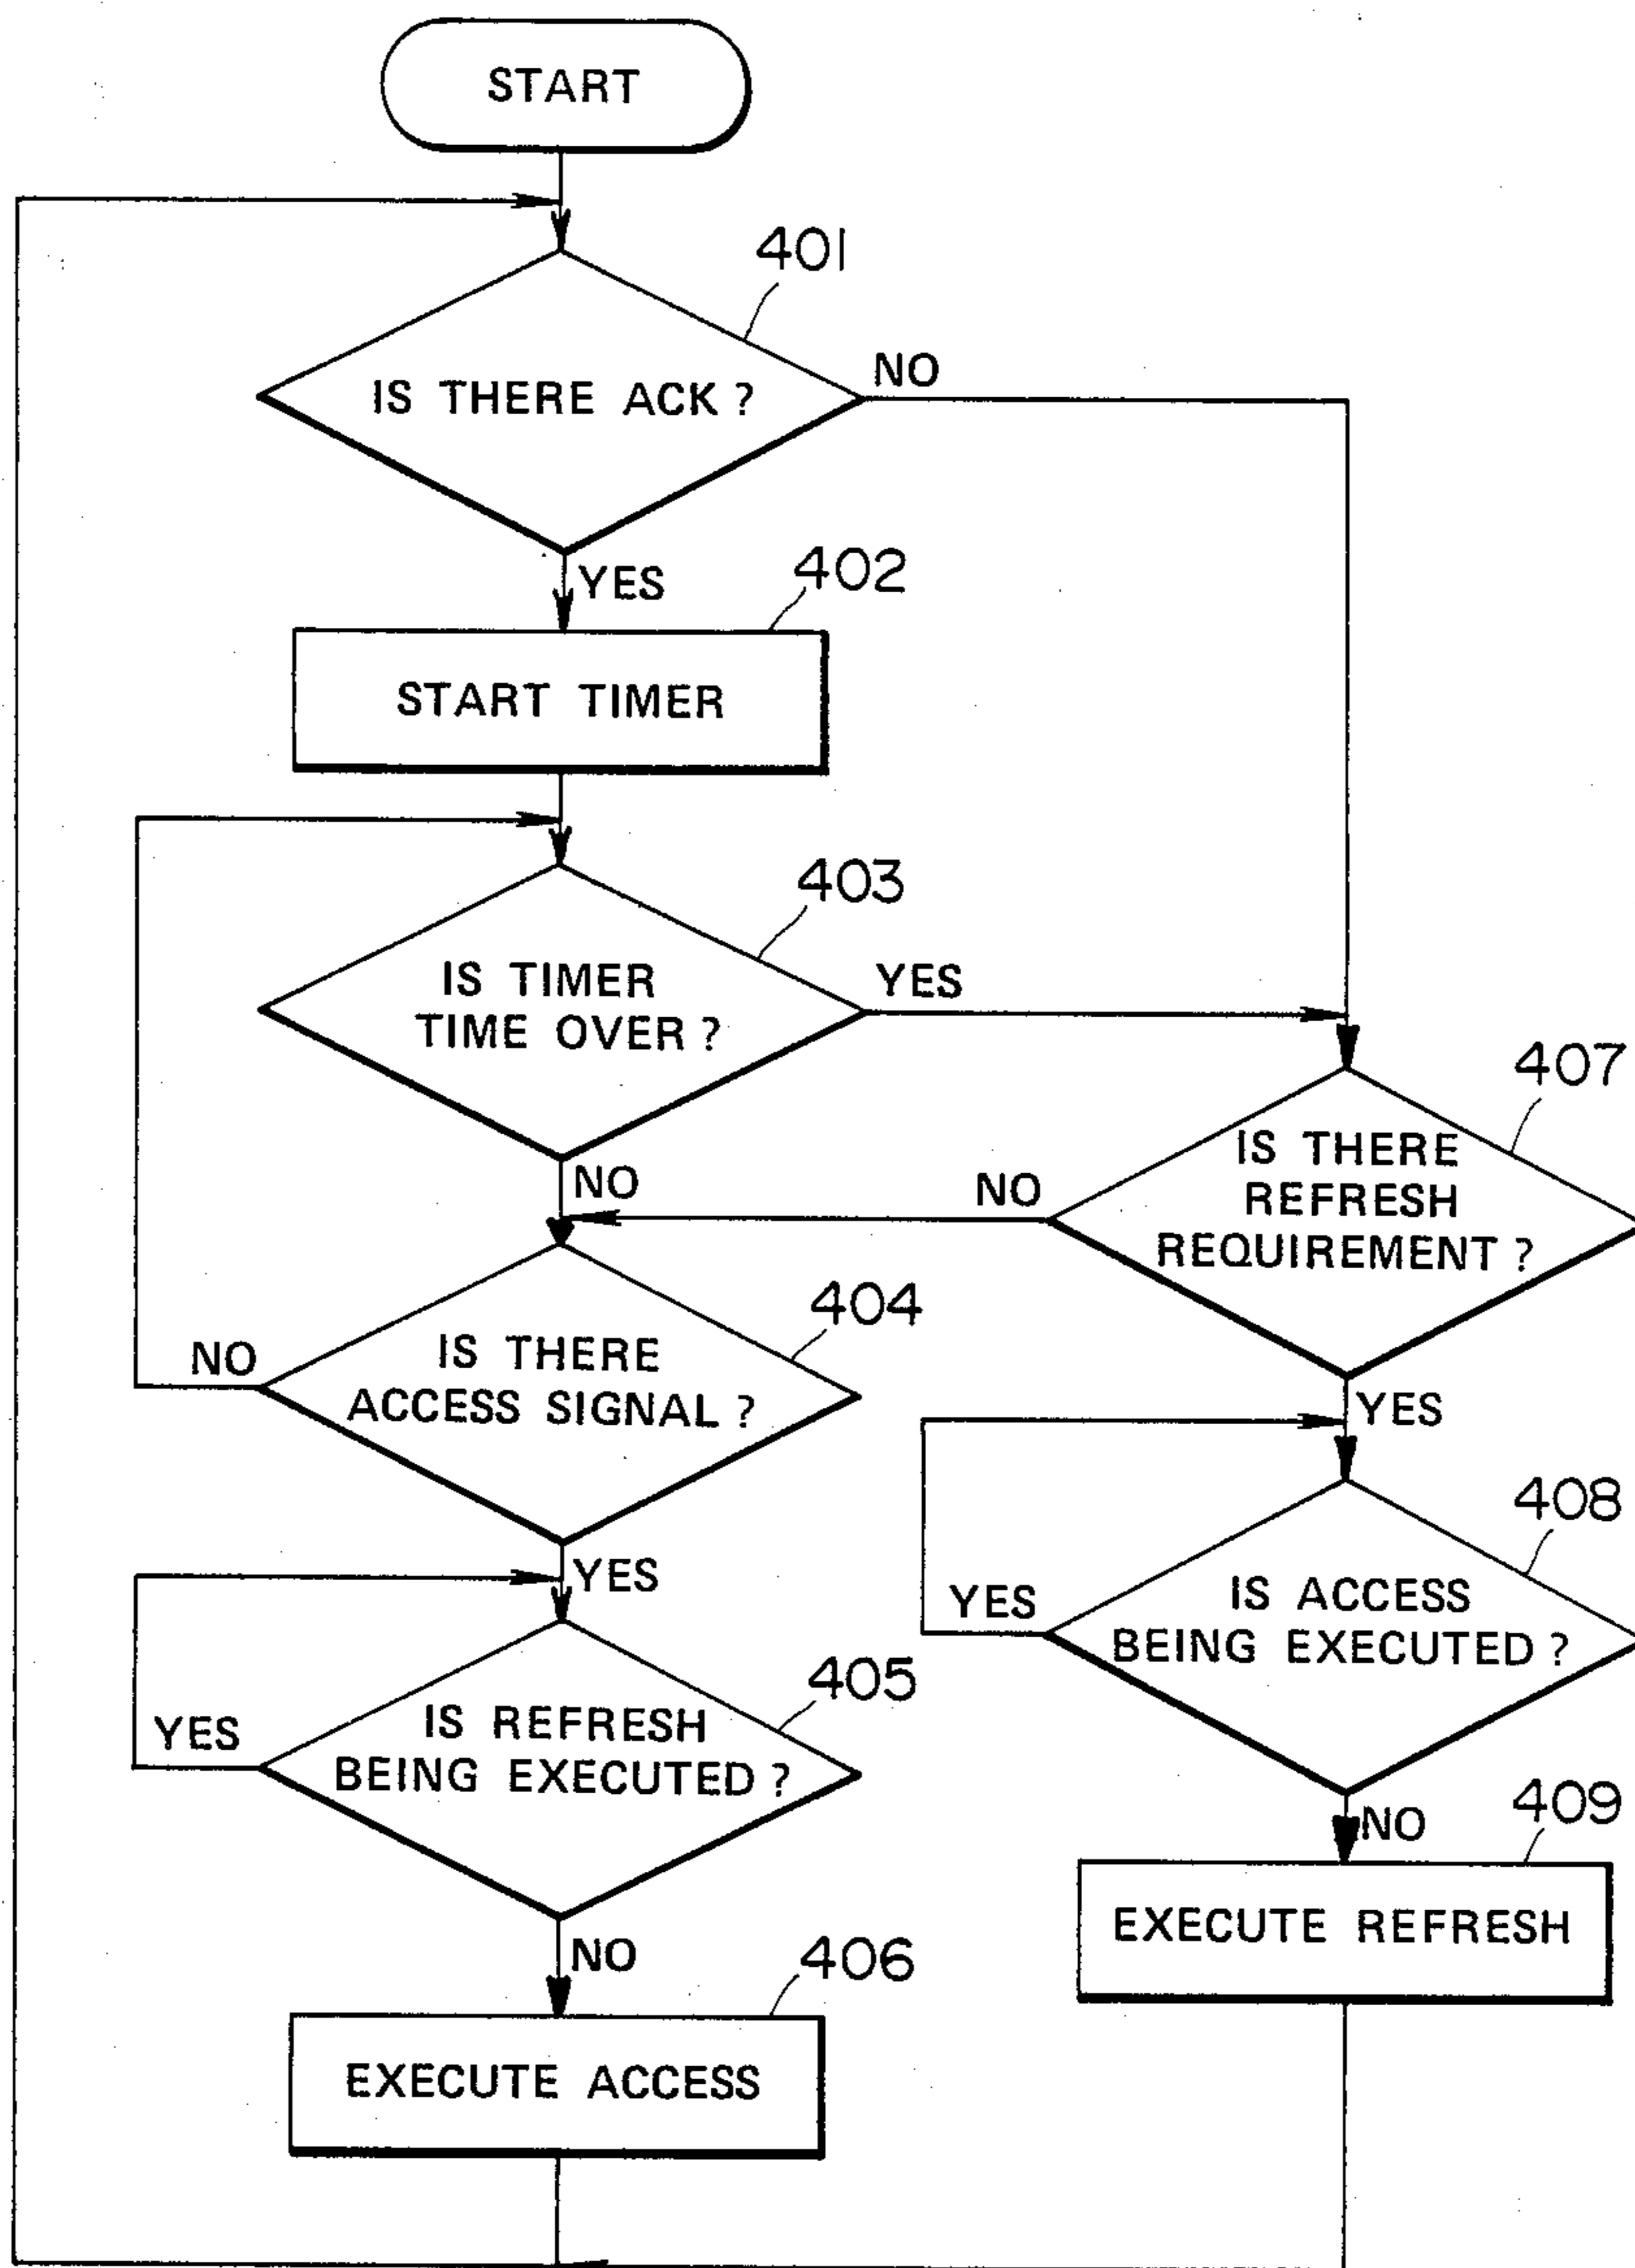 START
401
IS THERE ACK ?
NO
YES
402
START TIMER
403
IS TIMER
TIME OVER ?
YES
NO
407
IS THERE
REFRESH
REQUIREMENT ?
NO
YES
404
IS THERE
ACCESS SIGNAL ?
NO
YES
408
IS ACCESS
BEING EXECUTED ?
YES
NO
405
IS REFRESH
BEING EXECUTED ?
YES
NO
409
EXECUTE REFRESH
406
EXECUTE ACCESS